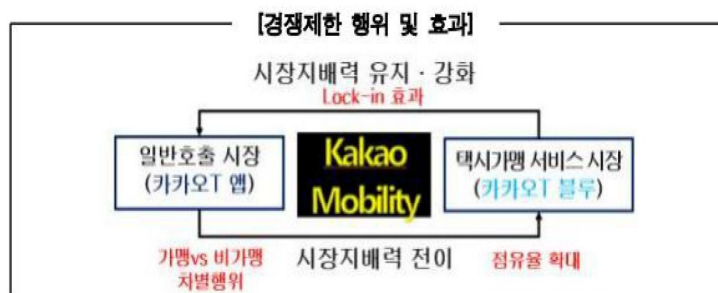 [경쟁제한 행위 및 효과]
시장지배력 유지 · 강화
Lock-in 효과
일반호출 시장
(카카오T 앱)
Kakao
Mobility
택시가맹 서비스 시장
(카카오T 블루)
가맹vs 비가맹
차별행위
시장지배력 전이
점유율 확대